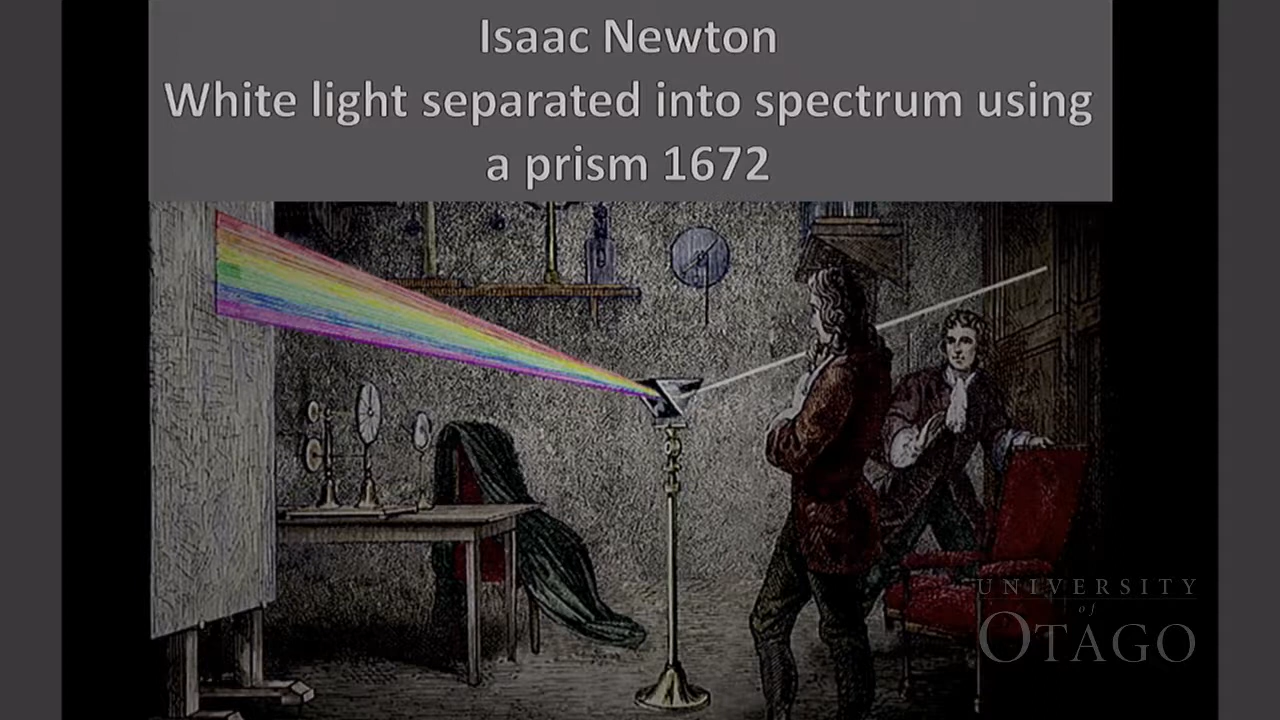 Isaac Newton
White light separated into spectrum using
a prism 1672
UNIVERSITY
of
OTAGO